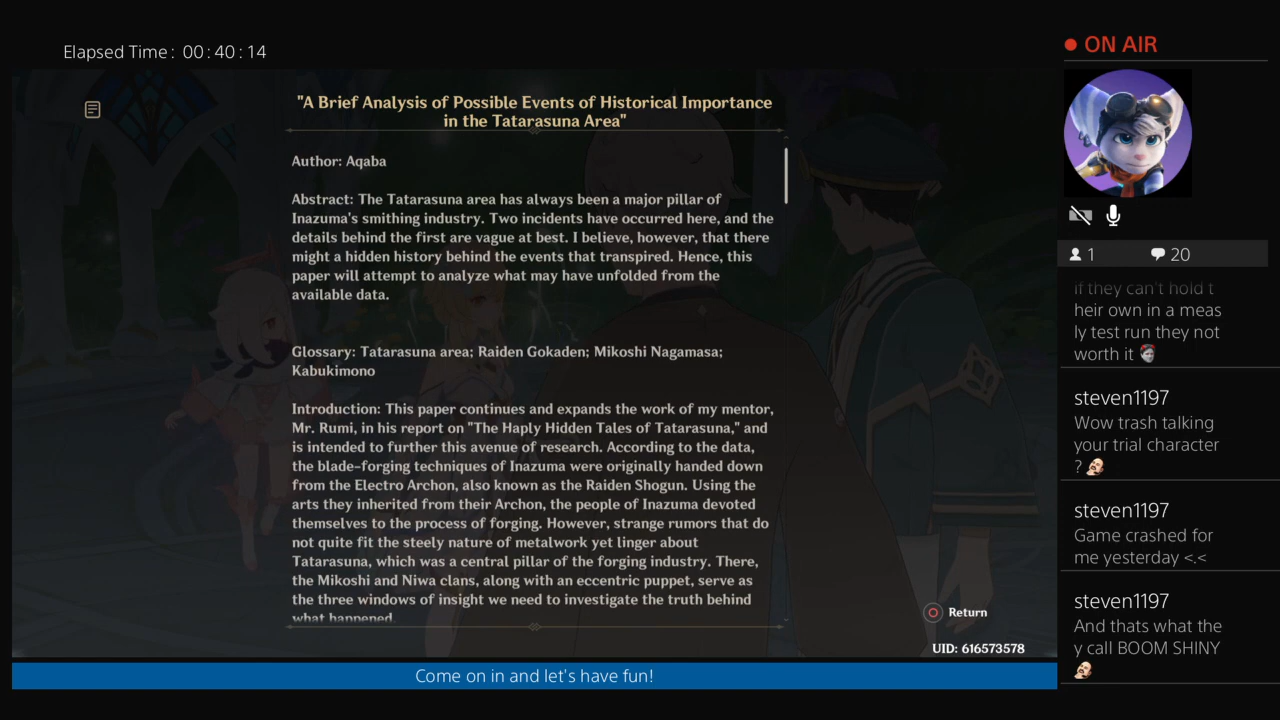 Elapsed Time: 00:40:14
"A Brief Analysis of Possible Events of Historical Importance
in the Tatarasuna Area"
Author: Aqaba
Abstract: The Tatarasuna area has always been a major pillar of
Inazuma's smithing industry. Two incidents have occurred here, and the
details behind the first are vague at best. I believe, however, that there
might a hidden history behind the events that transpired. Hence, this
paper will attempt to analyze what may have unfolded from the
available data.
Glossary: Tatarasuna area; Raiden Gokaden; Mikoshi Nagamasa;
Kabukimono
Introduction: This paper continues and expands the work of my mentor,
Mr. Rumi, in his report on "The Haply Hidden Tales of Tatarasuna," and
is intended to further this avenue of research. According to the data,
the blade-forging techniques of Inazuma were originally handed down
from the Electro Archon, also known as the Raiden Shogun. Using the
arts they inherited from their Archon, the people of Inazuma devoted
themselves to the process of forging. However, strange rumors that do
not quite fit the steely nature of metalwork yet linger about
Tatarasuna, which was a central pillar of the forging industry. There,
the Mikoshi and Niwa clans, along with an eccentric puppet, serve as
the three windows of insight we need to investigate the truth behind
what happened.
Return
UID: 616573578
Come on in and let's have fun!
ON AIR
1
20
if they can't hold t
heir own in a meas
ly test run they not
worth it
steven1197
Wow trash talking
your trial character
?
steven1197
Game crashed for
me yesterday <.<
steven1197
And thats what the
y call BOOM SHINY